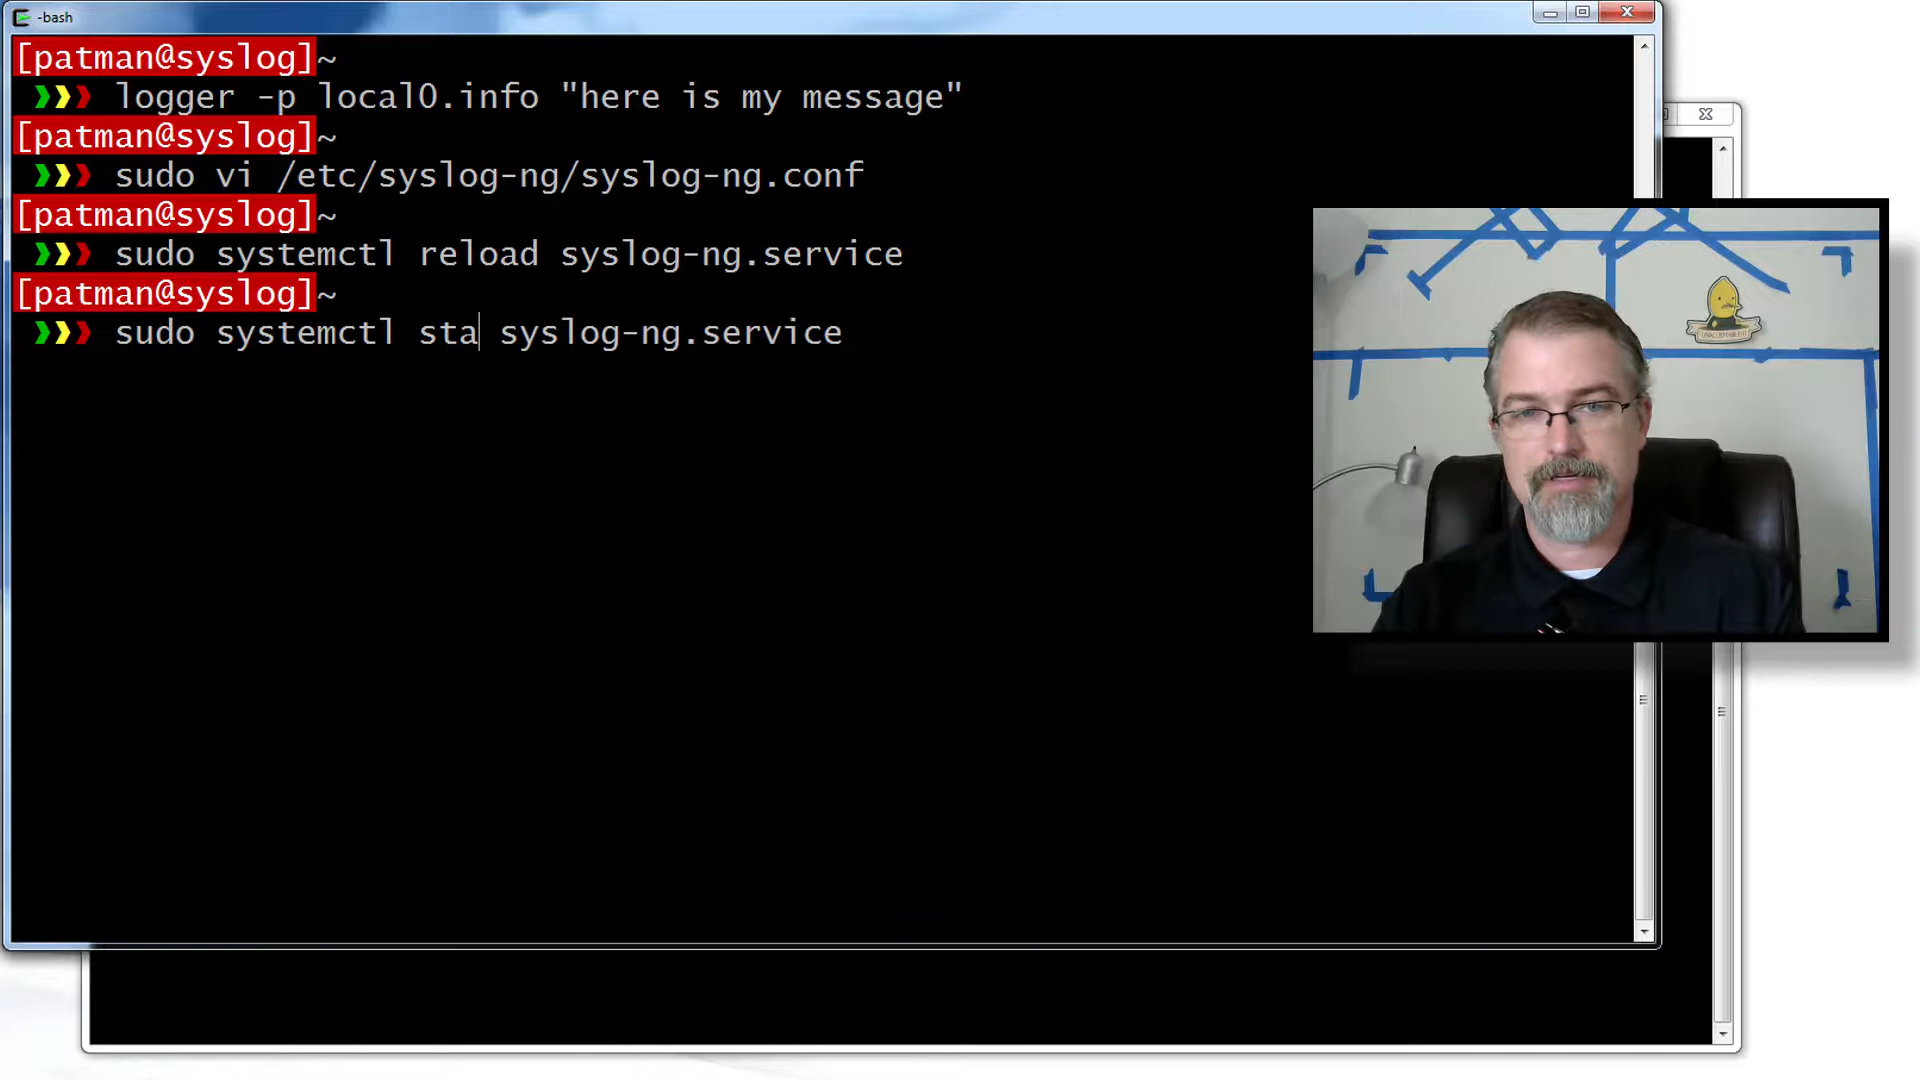 -bash
[patman@syslog]~
❯❯❯ logger -p local0.info "here is my message"
[patman@syslog]~
❯❯❯ sudo vi /etc/syslog-ng/syslog-ng.conf
[patman@syslog]~
❯❯❯ sudo systemctl reload syslog-ng.service
[patman@syslog]~
❯❯❯ sudo systemctl sta syslog-ng.service